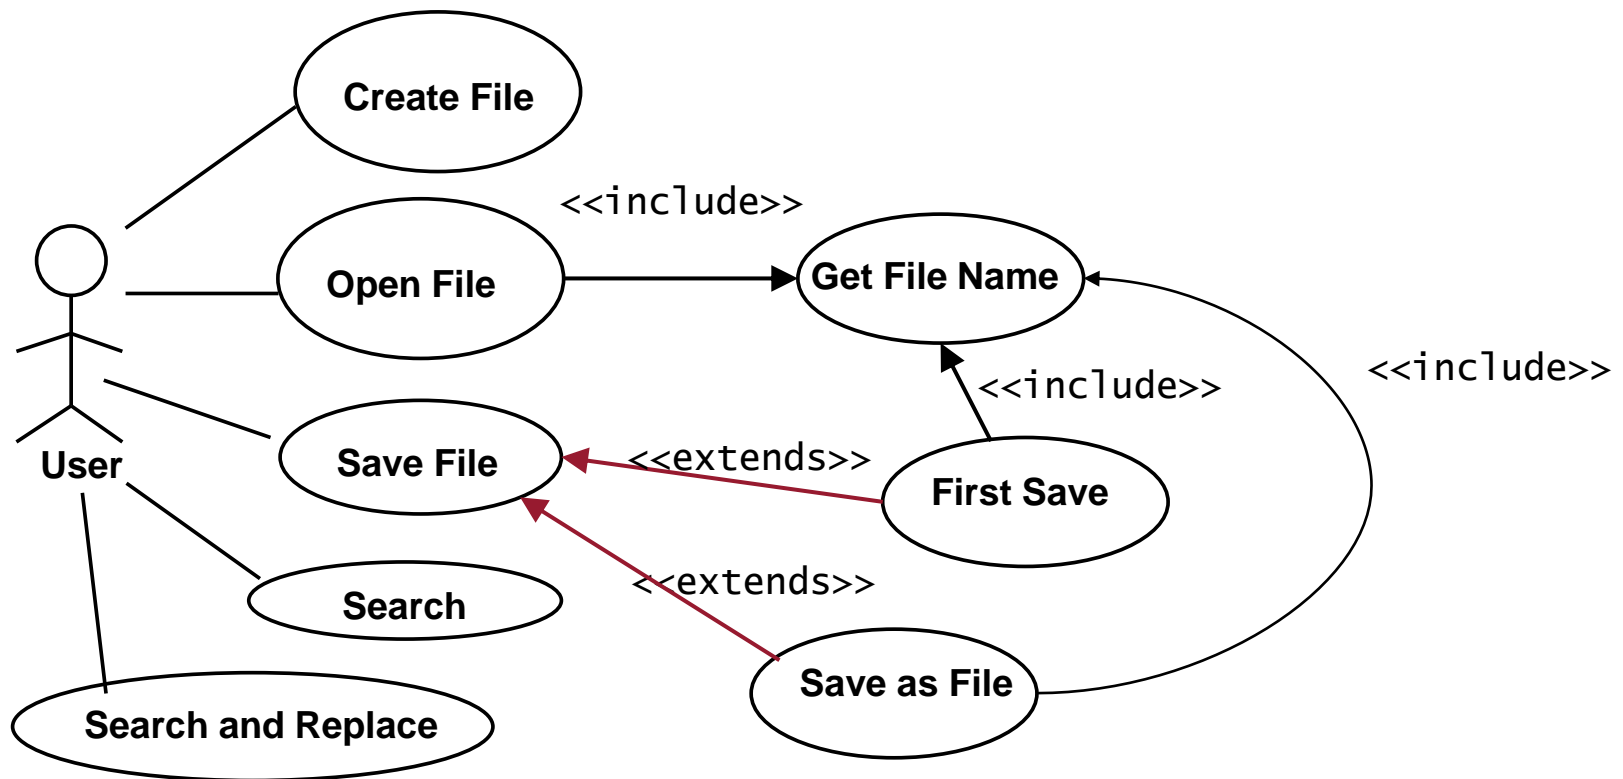 Create File
<<include>>
Open File
Get File Name
<<include>>
<<include>>
User
Save File
<<extends>>
First Save
<<extends>>
Search
Save as File
Search and Replace